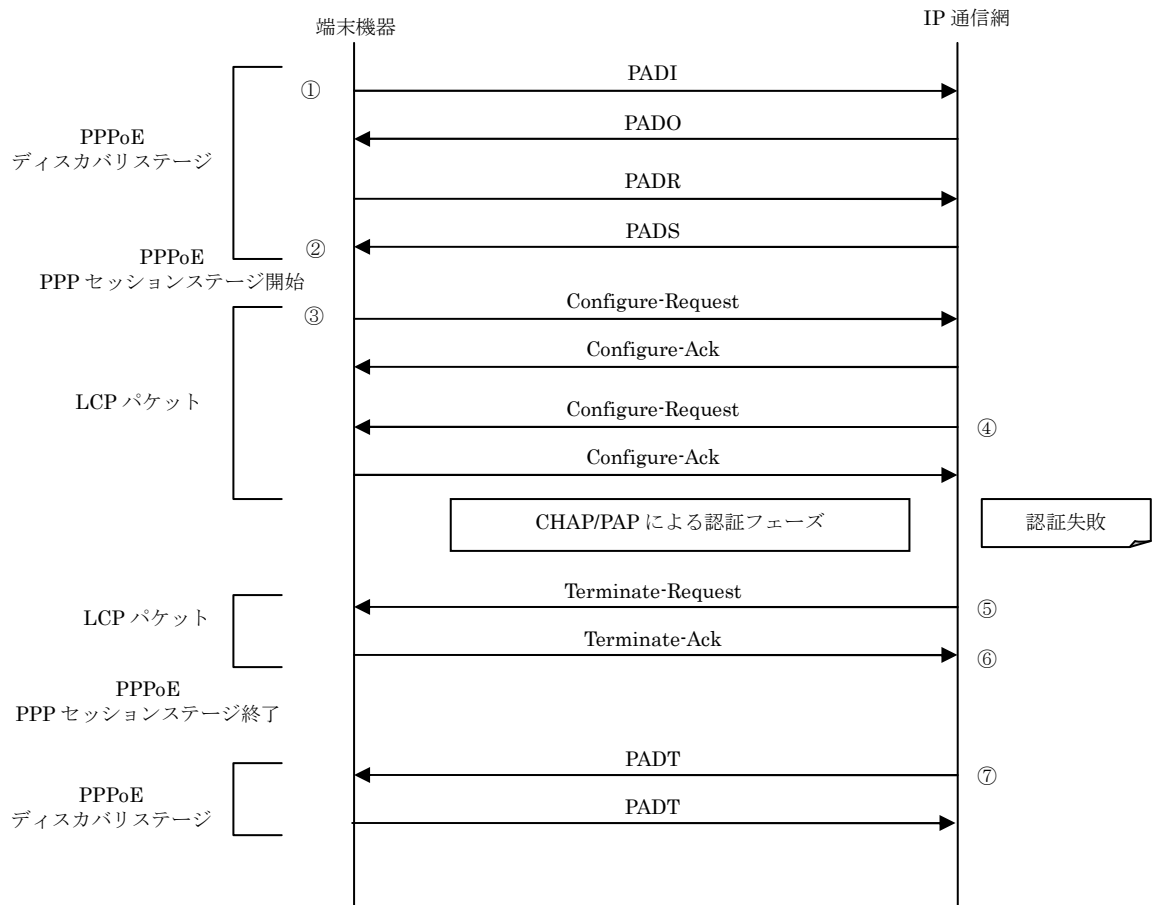 端末機器
IP 通信網
①
PADI
PADO
PPPoE
ディスカバリステージ
PADR
PADS
②
PPPoE
PPP セッションステージ開始
③
Configure-Request
Configure-Ack
LCP パケット
Configure-Request
④
Configure-Ack
CHAP/PAP による認証フェーズ
認証失敗
Terminate-Request
⑤
LCP パケット
Terminate-Ack
⑥
PPPoE
PPP セッションステージ終了
PADT
⑦
PPPoE
ディスカバリステージ
PADT